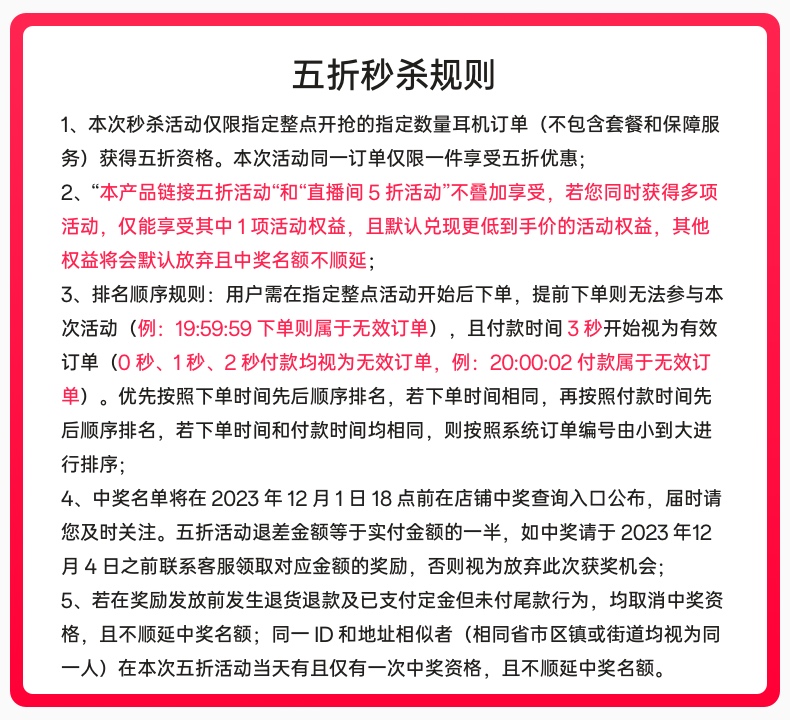 五折秒杀规则
1、本次秒杀活动仅限指定整点开抢的指定数量耳机订单（不包含套餐和保障服
务）获得五折资格。本次活动同一订单仅限一件享受五折优惠；
2、“本产品链接五折活动“和“直播间 5 折活动”不叠加享受，若您同时获得多项
活动，仅能享受其中 1 项活动权益，且默认兑现更低到手价的活动权益，其他
权益将会默认放弃且中奖名额不顺延；
3、排名顺序规则：用户需在指定整点活动开始后下单，提前下单则无法参与本
次活动（例：19:59:59 下单则属于无效订单），且付款时间 3 秒开始视为有效
订单（0 秒、1 秒、2 秒付款均视为无效订单，例：20:00:02 付款属于无效订
单）。优先按照下单时间先后顺序排名，若下单时间相同，再按照付款时间先
后顺序排名，若下单时间和付款时间均相同，则按照系统订单编号由小到大进
行排序；
4、中奖名单将在 2023 年 12 月 1 日 18 点前在店铺中奖查询入口公布，届时请
您及时关注。五折活动退差金额等于实付金额的一半，如中奖请于 2023 年12
月 4 日之前联系客服领取对应金额的奖励，否则视为放弃此次获奖机会；
5、若在奖励发放前发生退货退款及已支付定金但未付尾款行为，均取消中奖资
格，且不顺延中奖名额；同一 ID 和地址相似者（相同省市区镇或街道均视为同
一人）在本次五折活动当天有且仅有一次中奖资格，且不顺延中奖名额。